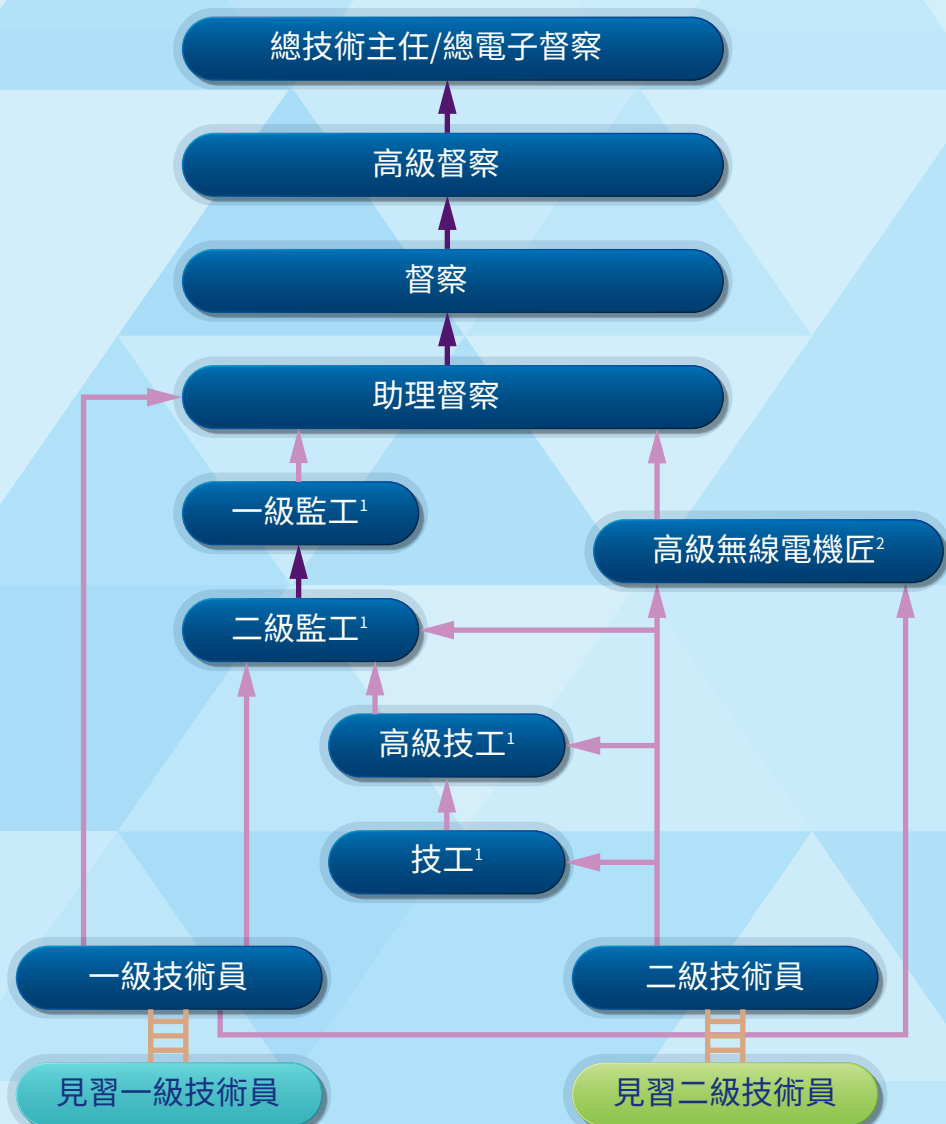 總技術主任/總電子督察
高級督察
督察
助理督察
一級監工1
高級無線電機匠2
二級監工1
高級技工1
技工1
一級技術員
二級技術員
見習一級技術員
見習二級技術員